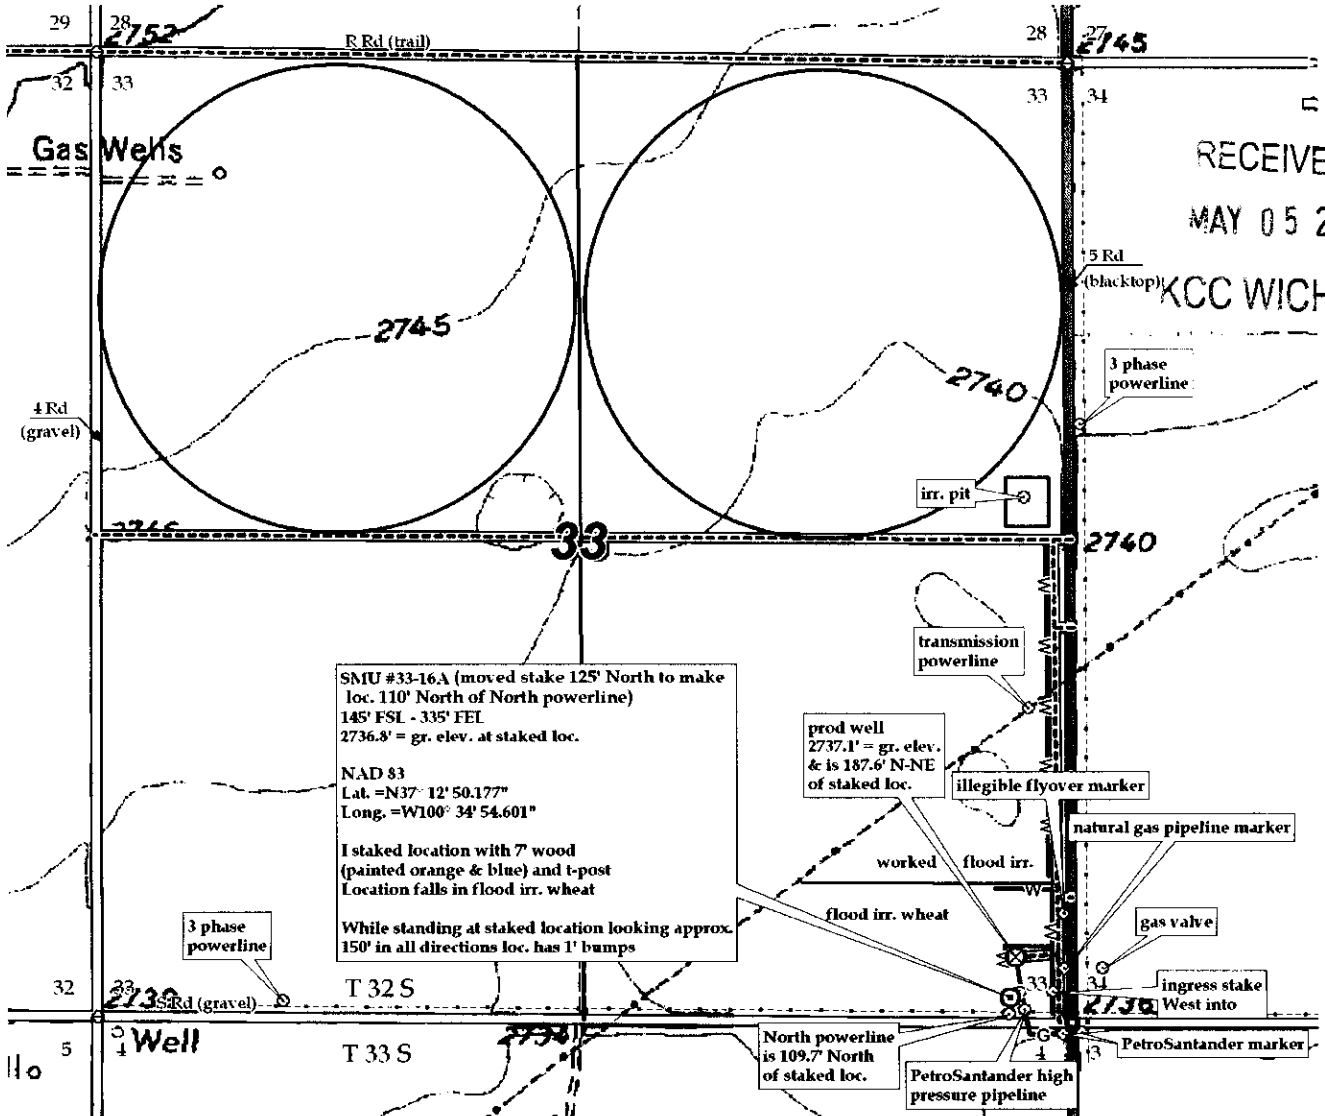 29
28
2752
R Rd (trail)
28
27
2745
32
33
33
34
Gas Wells
RECEIVE
MAY 05 2
KCC WICH
5 Rd
(blacktop)
2745
2740
3 phase
powerline
4 Rd
(gravel)
irr. pit
33
2740
transmission
powerline
SMU #33-16A (moved stake 125' North to make
loc. 110' North of North powerline)
145' FSL - 335' FEL
2736.8' = gr. elev. at staked loc.
NAD 83
Lat. =N37° 12' 50.177"
Long. =W100° 34' 54.601"
I staked location with 7' wood
(painted orange & blue) and t-post
Location falls in flood irr. wheat
While standing at staked location looking approx.
150' in all directions loc. has 1' bumps
prod well
2737.1' = gr. elev.
& is 187.6' N-NE
of staked loc.
illegible flyover marker
natural gas pipeline marker
worked
flood irr.
W
flood irr. wheat
gas valve
3 phase
powerline
32
33
S Rd (gravel)
T 32 S
33
34
2736
ingress stake
West into
5
4
Well
T 33 S
North powerline
is 109.7' North
of staked loc.
G
4
3
PetroSantander marker
PetroSantander high
pressure pipeline